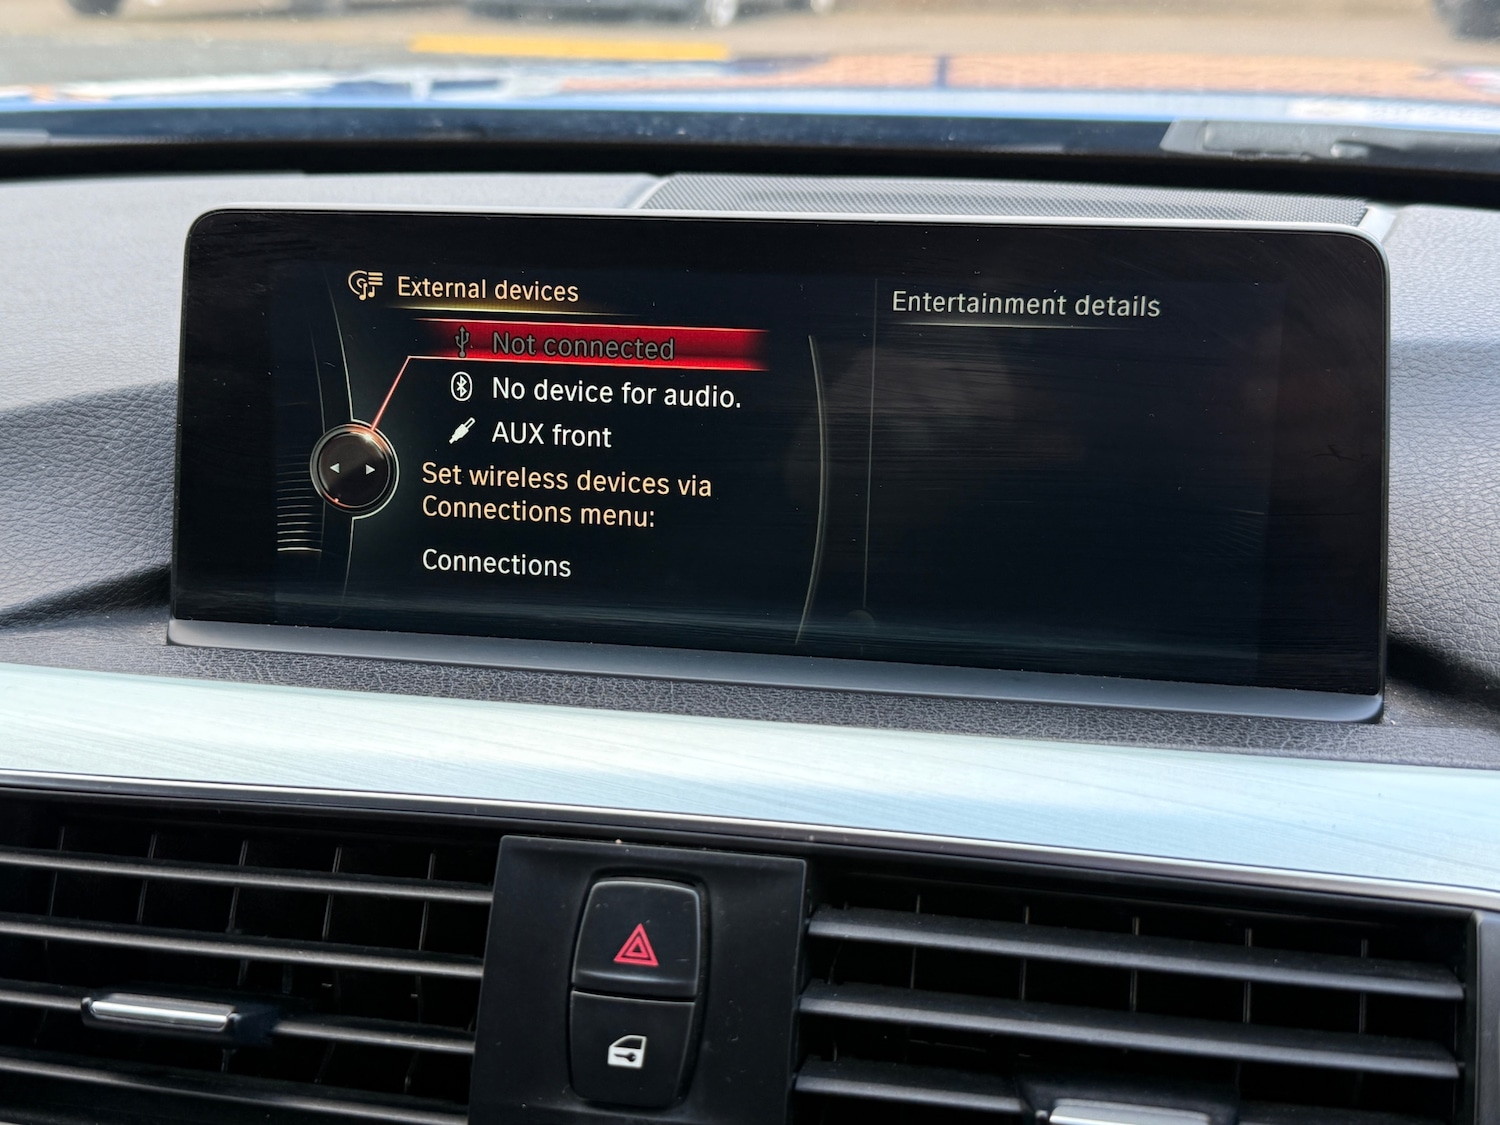 External devices
Not connected
No device for audio.
AUX front
Set wireless devices via
Connections menu:
Connections
Entertainment details